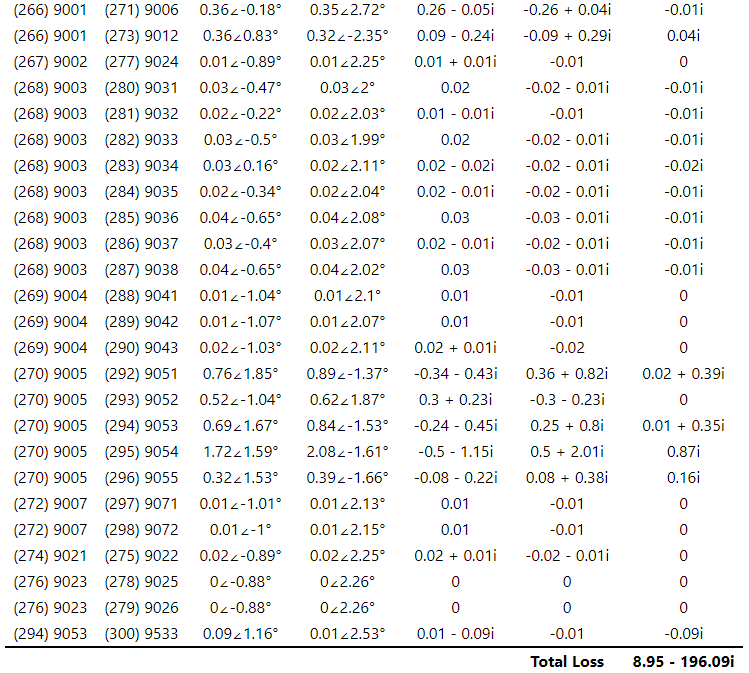 (266) 9001 (271) 9006 0.36∠-0.18° 0.35∠2.72° 0.26 - 0.05i -0.26 + 0.04i -0.01i
(266) 9001 (273) 9012 0.36∠0.83° 0.32∠-2.35° 0.09 - 0.24i -0.09 + 0.29i 0.04i
(267) 9002 (277) 9024 0.01∠-0.89° 0.01∠2.25° 0.01 + 0.01i -0.01 0
(268) 9003 (280) 9031 0.03∠-0.47° 0.03∠2° 0.02 -0.02 - 0.01i -0.01i
(268) 9003 (281) 9032 0.02∠-0.22° 0.02∠2.03° 0.01 - 0.01i -0.01 -0.01i
(268) 9003 (282) 9033 0.03∠-0.5° 0.03∠1.99° 0.02 -0.02 - 0.01i -0.01i
(268) 9003 (283) 9034 0.03∠0.16° 0.02∠2.11° 0.02 - 0.02i -0.02 - 0.01i -0.02i
(268) 9003 (284) 9035 0.02∠-0.34° 0.02∠2.04° 0.02 - 0.01i -0.02 - 0.01i -0.01i
(268) 9003 (285) 9036 0.04∠-0.65° 0.04∠2.08° 0.03 -0.03 - 0.01i -0.01i
(268) 9003 (286) 9037 0.03∠-0.4° 0.03∠2.07° 0.02 - 0.01i -0.02 - 0.01i -0.01i
(268) 9003 (287) 9038 0.04∠-0.65° 0.04∠2.02° 0.03 -0.03 - 0.01i -0.01i
(269) 9004 (288) 9041 0.01∠-1.04° 0.01∠2.1° 0.01 -0.01 0
(269) 9004 (289) 9042 0.01∠-1.07° 0.01∠2.07° 0.01 -0.01 0
(269) 9004 (290) 9043 0.02∠-1.03° 0.02∠2.11° 0.02 + 0.01i -0.02 0
(270) 9005 (292) 9051 0.76∠1.85° 0.89∠-1.37° -0.34 - 0.43i 0.36 + 0.82i 0.02 + 0.39i
(270) 9005 (293) 9052 0.52∠-1.04° 0.62∠1.87° 0.3 + 0.23i -0.3 - 0.23i 0
(270) 9005 (294) 9053 0.69∠1.67° 0.84∠-1.53° -0.24 - 0.45i 0.25 + 0.8i 0.01 + 0.35i
(270) 9005 (295) 9054 1.72∠1.59° 2.08∠-1.61° -0.5 - 1.15i 0.5 + 2.01i 0.87i
(270) 9005 (296) 9055 0.32∠1.53° 0.39∠-1.66° -0.08 - 0.22i 0.08 + 0.38i 0.16i
(272) 9007 (297) 9071 0.01∠-1.01° 0.01∠2.13° 0.01 -0.01 0
(272) 9007 (298) 9072 0.01∠-1° 0.01∠2.15° 0.01 -0.01 0
(274) 9021 (275) 9022 0.02∠-0.89° 0.02∠2.25° 0.02 + 0.01i -0.02 - 0.01i 0
(276) 9023 (278) 9025 0∠-0.88° 0∠2.26° 0 0 0
(276) 9023 (279) 9026 0∠-0.88° 0∠2.26° 0 0 0
(294) 9053 (300) 9533 0.09∠1.16° 0.01∠2.53° 0.01 - 0.09i -0.01 -0.09i
Total Loss 8.95 - 196.09i